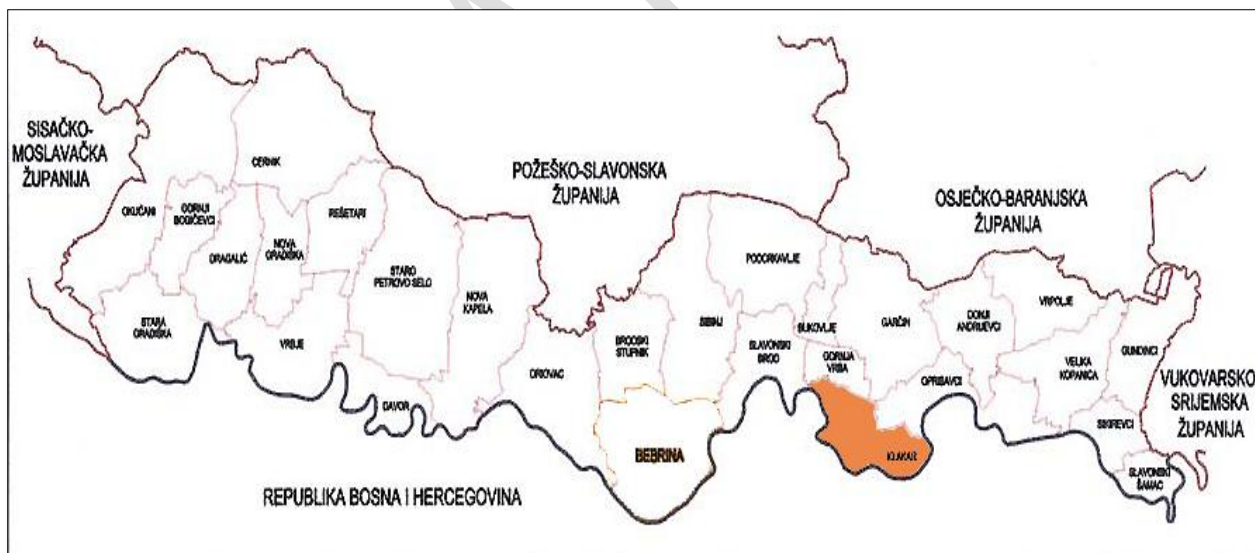 SISAČKO-
MOSLAVAČKA
ŽUPANIJA
POŽEŠKO-SLAVONSKA
ŽUPANIJA
OSJEČKO-BARANJSKA
ŽUPANIJA
VUKOVARSKO
SRIJEMSKA
ŽUPANIJA
REPUBLIKA BOSNA I HERCEGOVINA
CERNIK
OKUČANI
GORNJI
BOGIĆEVCI
DRAGALIĆ
NOVA
GRADIŠKA
REŠETARI
STARO
PETROVO SELO
NOVA
KAPELA
STARA
GRADIŠKA
VRBJE
DAVOR
ORIOVAC
BRODSKI
STUPNIK
BEBRINA
SIBINJ
PODCRKAVLJE
SLAVONSKI
BROD
BUKOVLJE
GORNJA
VRBA
KLAKAR
GARČIN
OPRISAVCI
DONJI
ANDRIJEVCI
VRPOLJE
VELIKA
KOPANICA
GUNDINCI
SIKIREVCI
SLAVONSKI
ŠAMAC